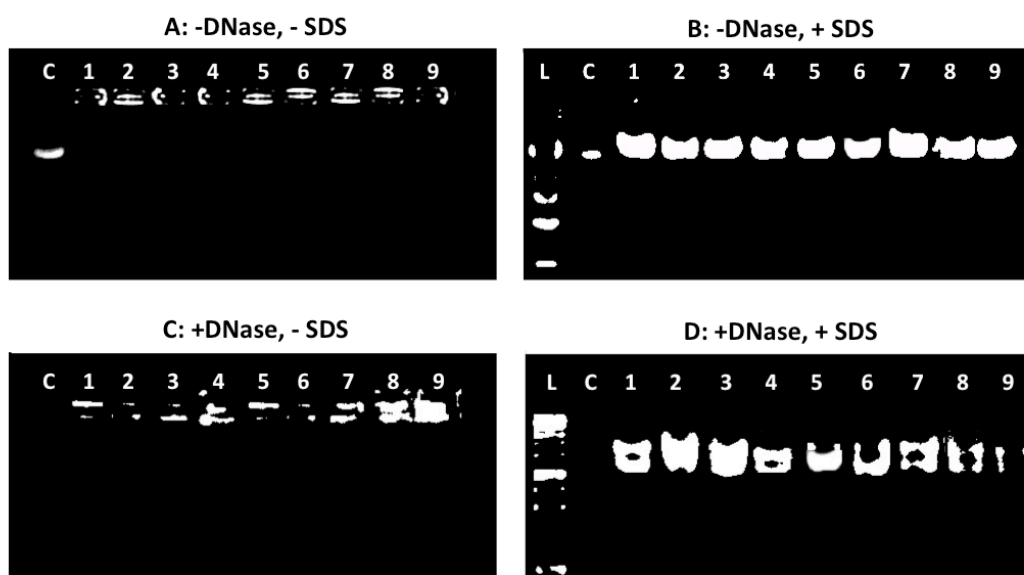 A: -DNase, - SDS
C 1 2 3 4 5 6 7 8 9
B: -DNase, + SDS
L C 1 2 3 4 5 6 7 8 9
C: +DNase, - SDS
C 1 2 3 4 5 6 7 8 9
D: +DNase, + SDS
L C 1 2 3 4 5 6 7 8 9